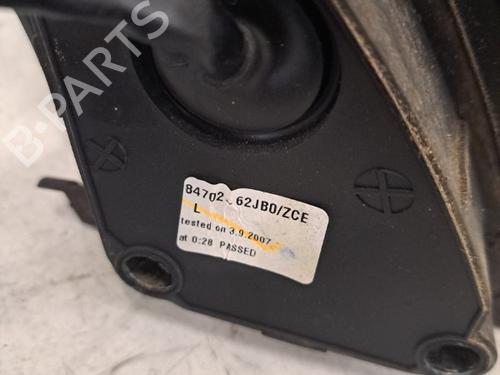 B-PARTS
84702-62JB0/ZCE
L
tested on 3.9.2007
at 0:28 PASSED